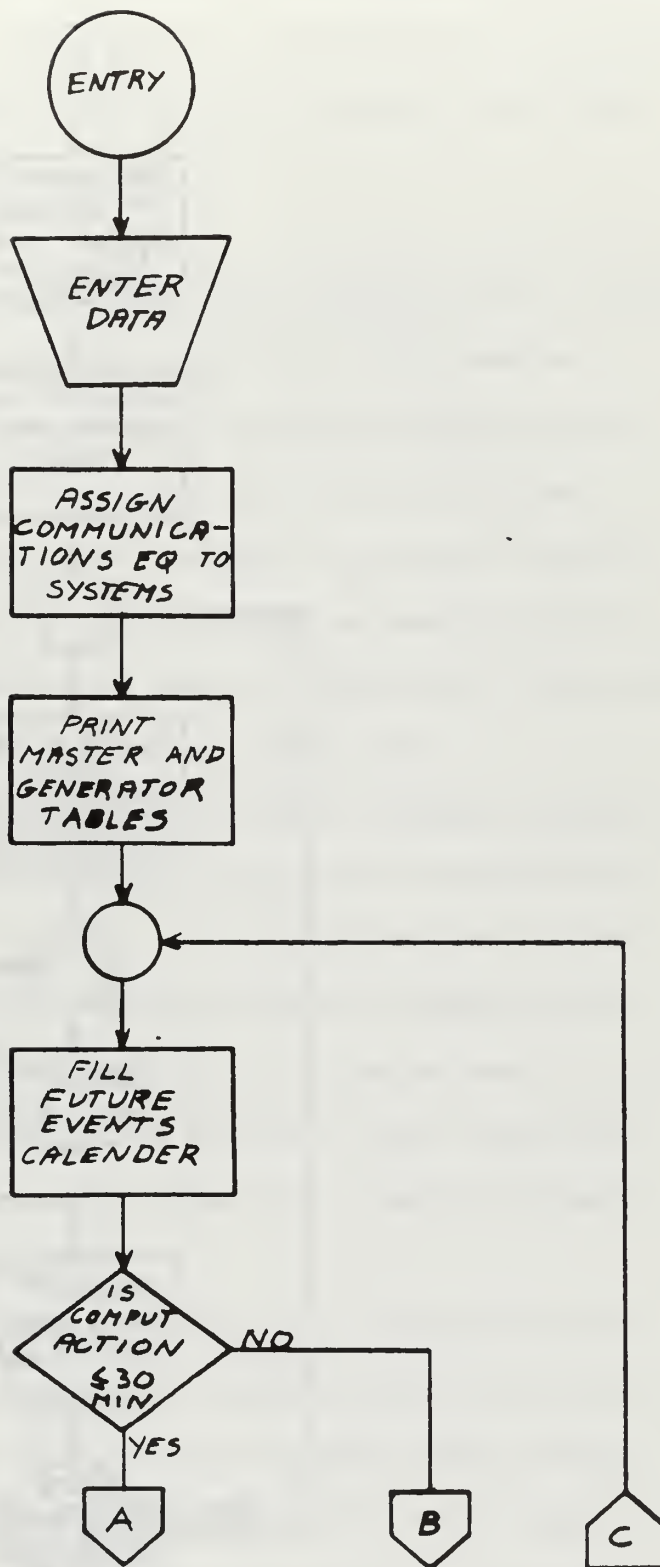 ENTRY
ENTER
DATA
ASSIGN
COMMUNICA-
TIONS EQ TO
SYSTEMS
PRINT
MASTER AND
GENERATOR
TABLES
FILL
FUTURE
EVENTS
CALENDER
IS
COMPUT
ACTION
≤30
MIN
NO
YES
A
B
C